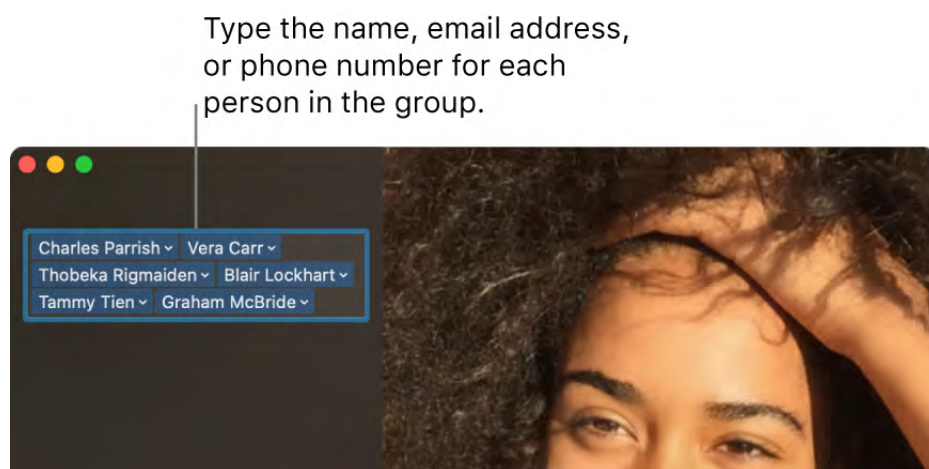 Type the name, email address,
or phone number for each
person in the group.
Charles Parrish Vera Carr
Thobeka Rigmaiden Blair Lockhart
Tammy Tien Graham McBride